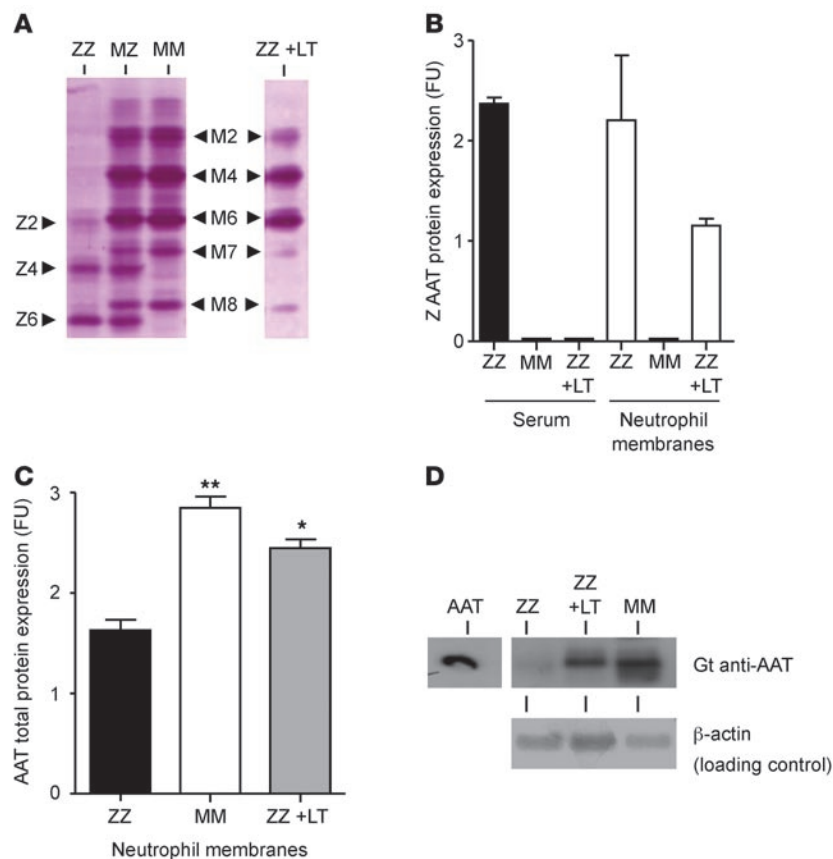 A
ZZ MZ MM ZZ +LT
M2
M4
Z2 M6
M7
Z4
M8
Z6
B
Z AAT protein expression (FU)
3
2
1
0
ZZ MM ZZ +LT ZZ MM ZZ +LT
Serum Neutrophil membranes
C
AAT total protein expression (FU)
3
2
1
0
** *
ZZ MM ZZ +LT
Neutrophil membranes
D
AAT ZZ ZZ +LT MM
Gt anti-AAT
β-actin
(loading control)